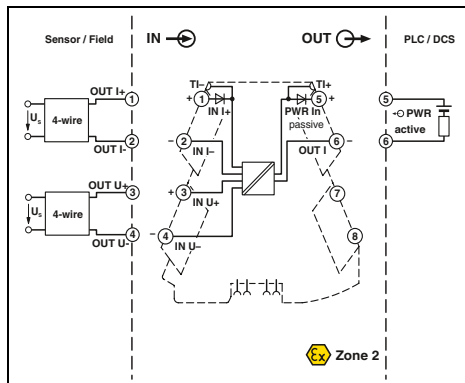 Sensor / Field
IN
OUT
PLC / DCS
OUT I+
1
TI–
TI+
+
1
IN I+
PWR In
passive
5
+
5
Us
4-wire
PWR
active
OUT I-
2
–
2
IN I–
OUT I
6
–
6
OUT U+
3
+
3
IN U+
7
Us
4-wire
OUT U-
4
–
4
IN U–
8
Ex
Zone 2